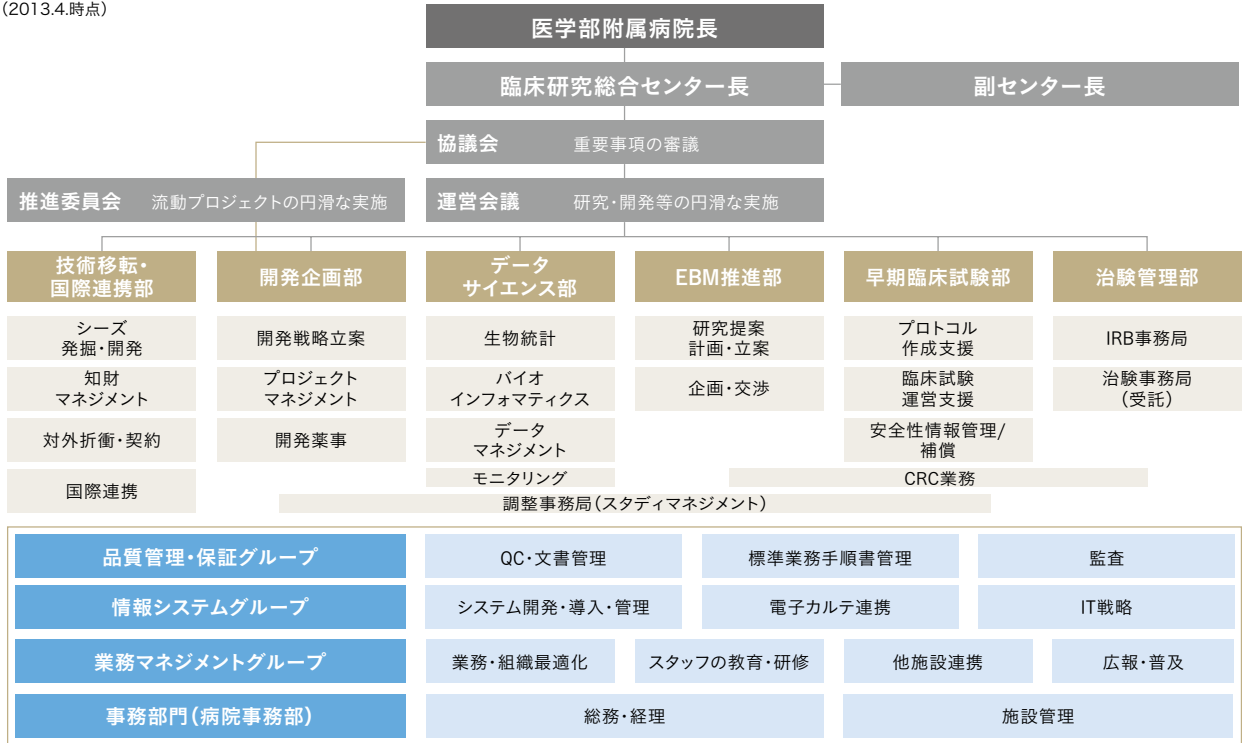 (2013.4.時点)
医学部附属病院長
臨床研究総合センター長
副センター長
協議会 重要事項の審議
推進委員会 流動プロジェクトの円滑な実施
運営会議 研究・開発等の円滑な実施
技術移転・
国際連携部
開発企画部
データ
サイエンス部
EBM推進部
早期臨床試験部
治験管理部
シーズ
発掘・開発
開発戦略立案
生物統計
研究提案
計画・立案
プロトコル
作成支援
IRB事務局
知財
マネジメント
プロジェクト
マネジメント
バイオ
インフォマティクス
企画・交渉
臨床試験
運営支援
治験事務局
(受託)
対外折衝・契約
開発薬事
データ
マネジメント
安全性情報管理/
補償
国際連携
モニタリング
CRC業務
調整事務局(スタディマネジメント)
品質管理・保証グループ
QC・文書管理
標準業務手順書管理
監査
情報システムグループ
システム開発・導入・管理
電子カルテ連携
IT戦略
業務マネジメントグループ
業務・組織最適化
スタッフの教育・研修
他施設連携
広報・普及
事務部門(病院事務部)
総務・経理
施設管理